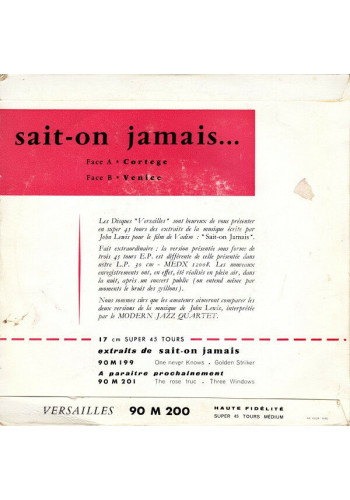 sait-on jamais...
Face A • Cortege
Face B • Venice
Les Disques "Versailles" sont heureux de vous présenter
en super 45 tours des extraits de la musique écrite par
John Lewis pour le film de Vadim : "Sait-on Jamais".
Fait extraordinaire : la version présentée sous forme de
trois 45 tours E.P. est différente de celle présentée dans
notre L.P. 30 cm - MEDX 12008. Les nouveaux
enregistrements ont, en effet, été réalisés en plein air, dans
la nuit, après un concert public (on entend même par
moments le bruit des grillons).
Nous sommes sûrs que les amateurs aimeront comparer les
deux versions de la musique de John Lewis, interprétée
par le MODERN JAZZ QUARTET.
17 cm SUPER 45 TOURS
extraits de sait-on jamais
90 M 199 One never Knows - Golden Striker
A paraître prochainement
90 M 201 The rose truc - Three Windows
VERSAILLES 90 M 200 HAUTE FIDÉLITÉ
SUPER 45 TOURS MÉDIUM